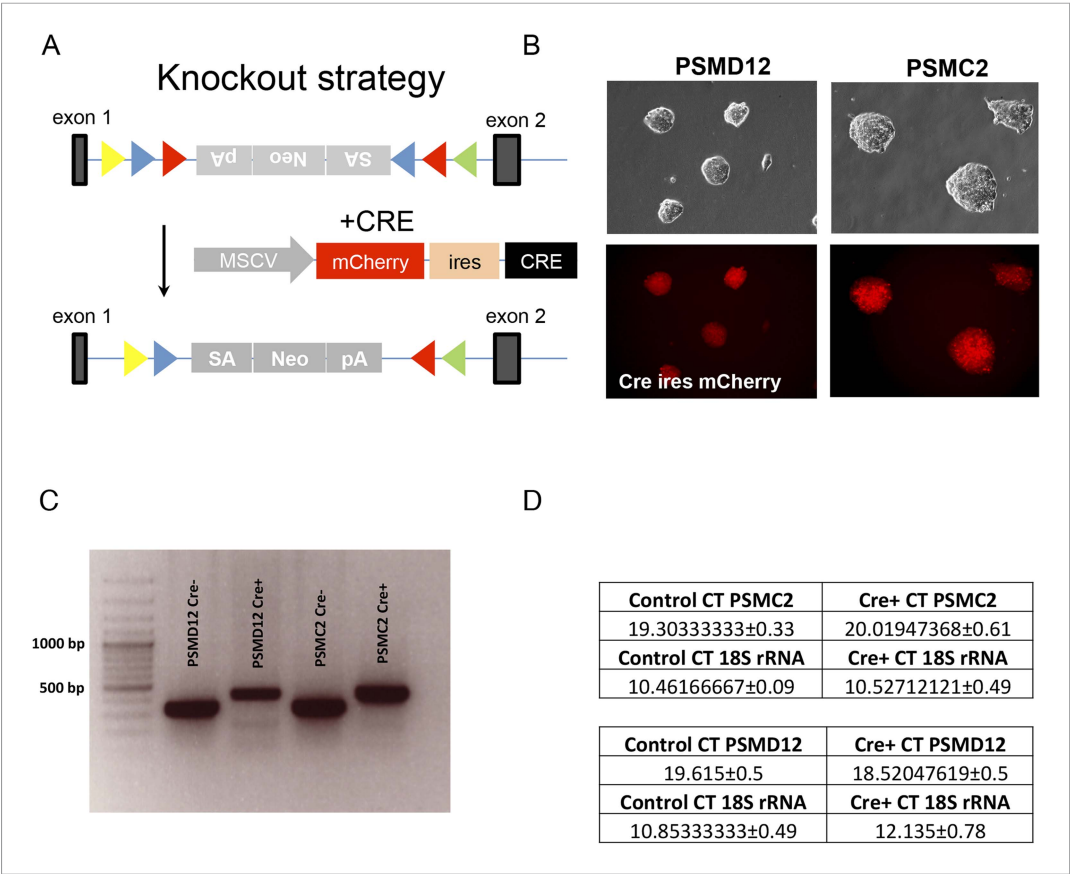 A
Knockout strategy
exon 1
exon 2
pA Neo SA
+CRE
MSCV mCherry ires CRE
exon 1
exon 2
SA Neo pA
B
PSMD12 PSMC2
Cre ires mCherry
C
PSMD12 Cre-
PSMD12 Cre+
PSMC2 Cre-
PSMC2 Cre+
1000 bp
500 bp
D
Control CT PSMC2 Cre+ CT PSMC2
19.30333333±0.33 20.01947368±0.61
Control CT 18S rRNA Cre+ CT 18S rRNA
10.46166667±0.09 10.52712121±0.49
Control CT PSMD12 Cre+ CT PSMD12
19.615±0.5 18.52047619±0.5
Control CT 18S rRNA Cre+ CT 18S rRNA
10.85333333±0.49 12.135±0.78